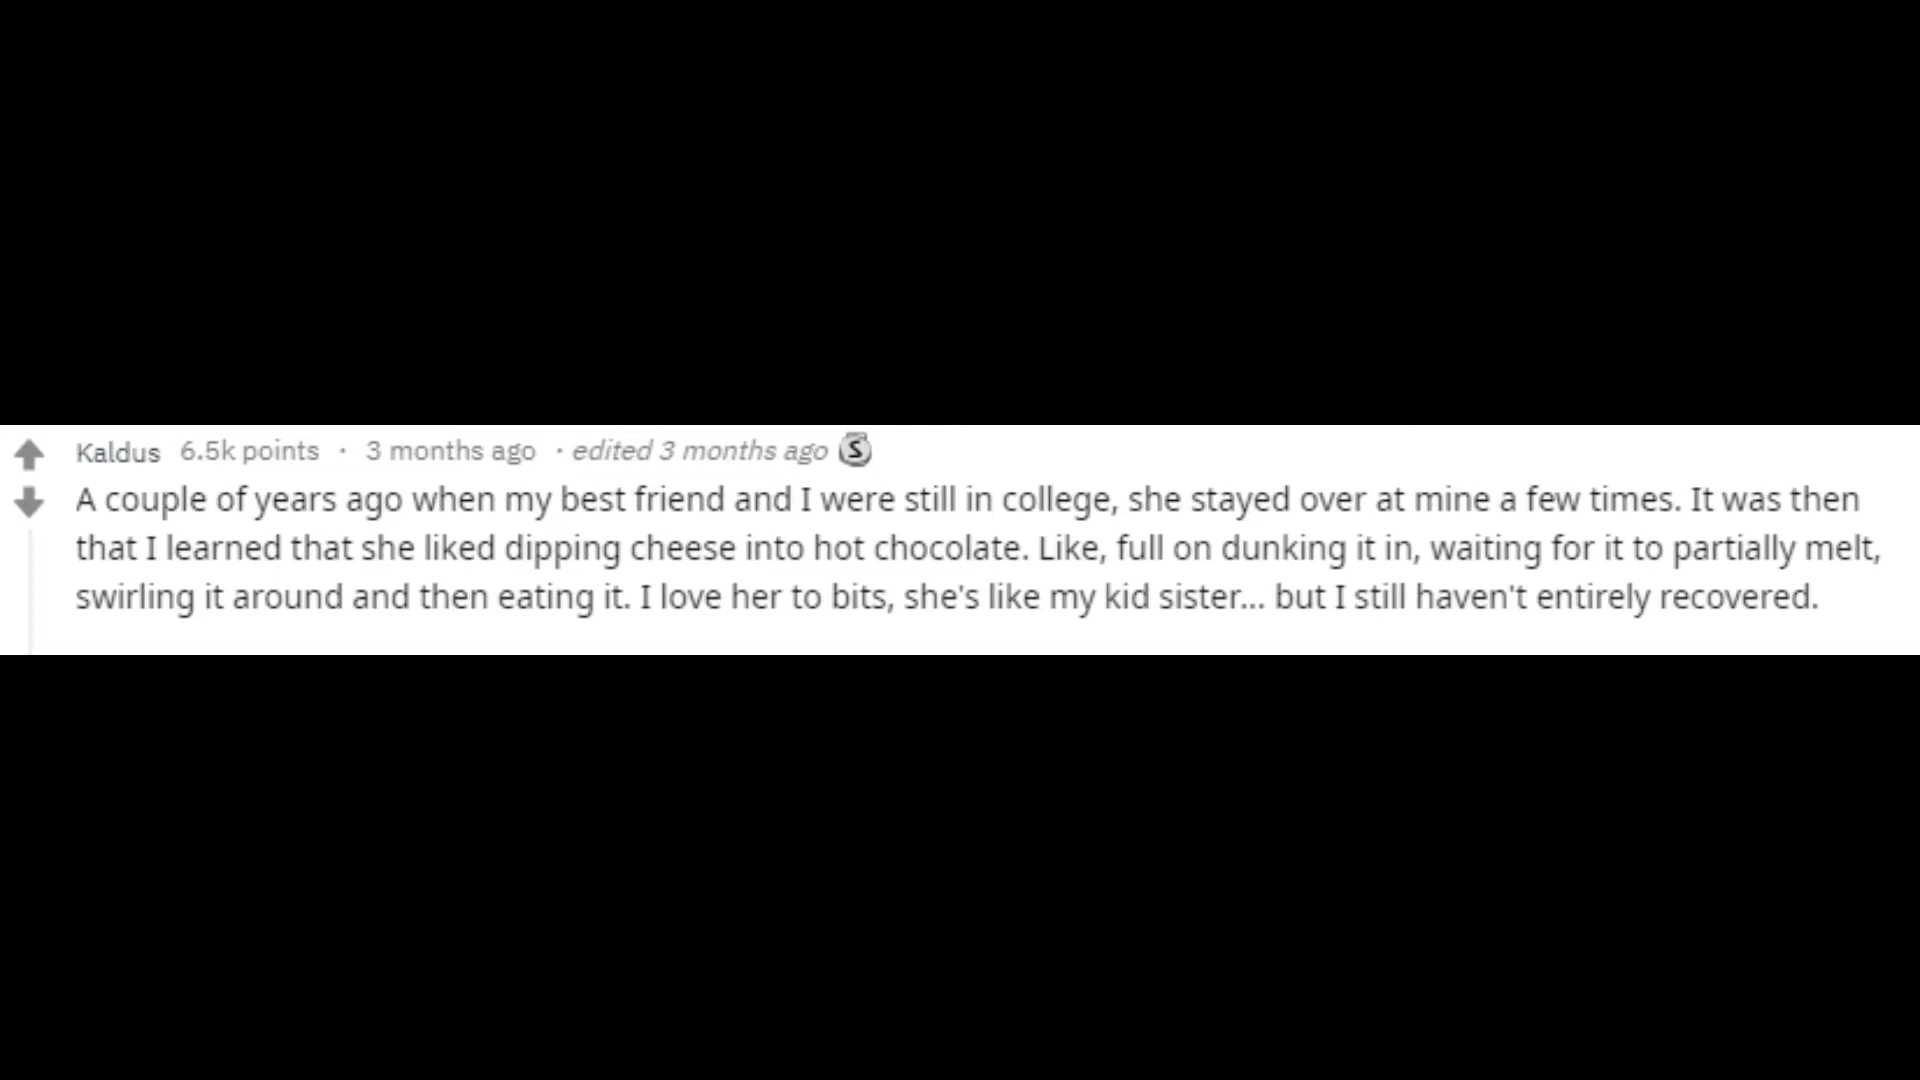 Kaldus 6.5k points · 3 months ago · edited 3 months ago S
A couple of years ago when my best friend and I were still in college, she stayed over at mine a few times. It was then
that I learned that she liked dipping cheese into hot chocolate. Like, full on dunking it in, waiting for it to partially melt,
swirling it around and then eating it. I love her to bits, she's like my kid sister... but I still haven't entirely recovered.